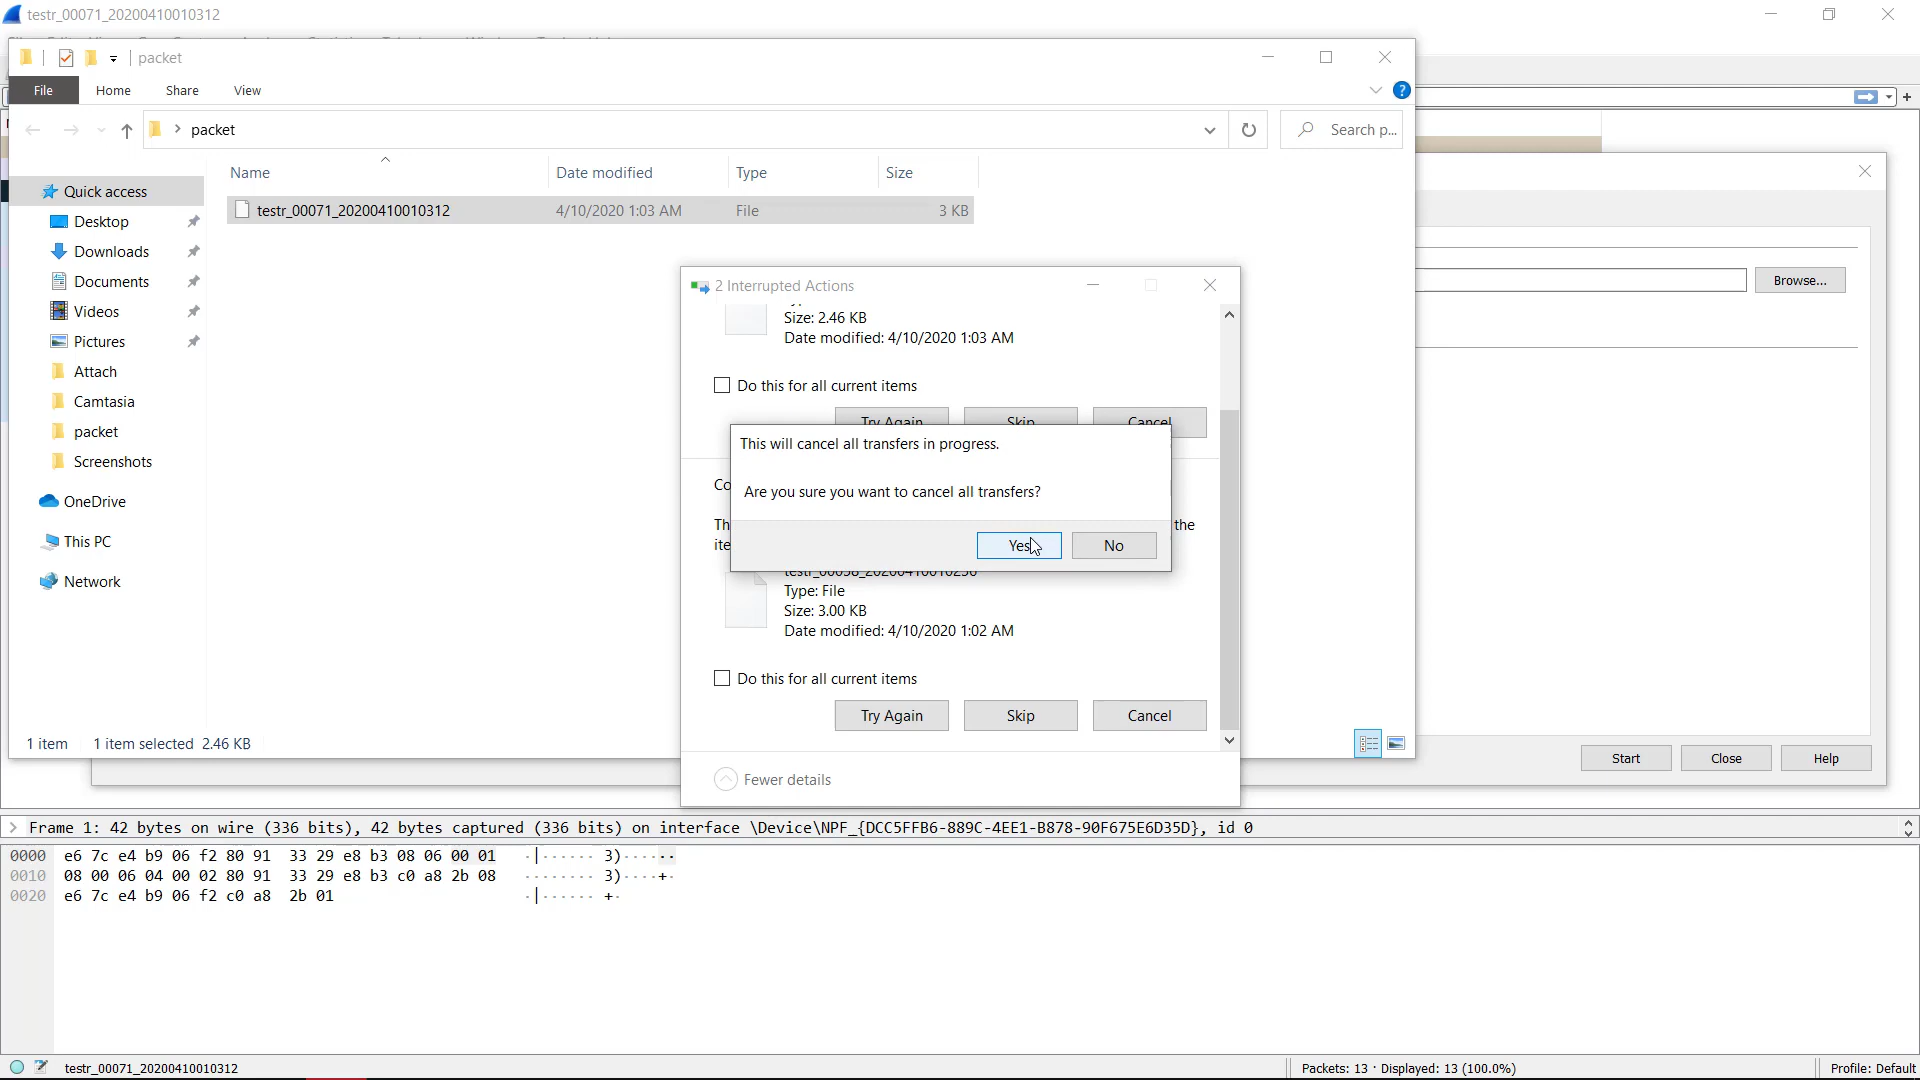 testr_00071_20200410010312
packet
File
Home
Share
View
packet
Search p...
Name
Date modified
Type
Size
testr_00071_20200410010312
4/10/2020 1:03 AM
File
3 KB
Quick access
Desktop
Downloads
Documents
Videos
Pictures
Attach
Camtasia
packet
Screenshots
OneDrive
This PC
Network
2 Interrupted Actions
Size: 2.46 KB
Date modified: 4/10/2020 1:03 AM
Do this for all current items
Try Again
Skip
Cancel
This will cancel all transfers in progress.
Are you sure you want to cancel all transfers?
Yes
No
the
Type: File
Size: 3.00 KB
Date modified: 4/10/2020 1:02 AM
Do this for all current items
Try Again
Skip
Cancel
Fewer details
1 item
1 item selected 2.46 KB
Browse...
Start
Close
Help
Frame 1: 42 bytes on wire (336 bits), 42 bytes captured (336 bits) on interface \Device\NPF_{DCC5FFB6-889C-4EE1-B878-90F675E6D35D}, id 0
0000 e6 7c e4 b9 06 f2 80 91 33 29 e8 b3 08 06 00 01 ·|······ 3)······
0010 08 00 06 04 00 02 80 91 33 29 e8 b3 c0 a8 2b 08 ········ 3)····+·
0020 e6 7c e4 b9 06 f2 c0 a8 2b 01 ·|······ +·
testr_00071_20200410010312
Packets: 13 · Displayed: 13 (100.0%)
Profile: Default